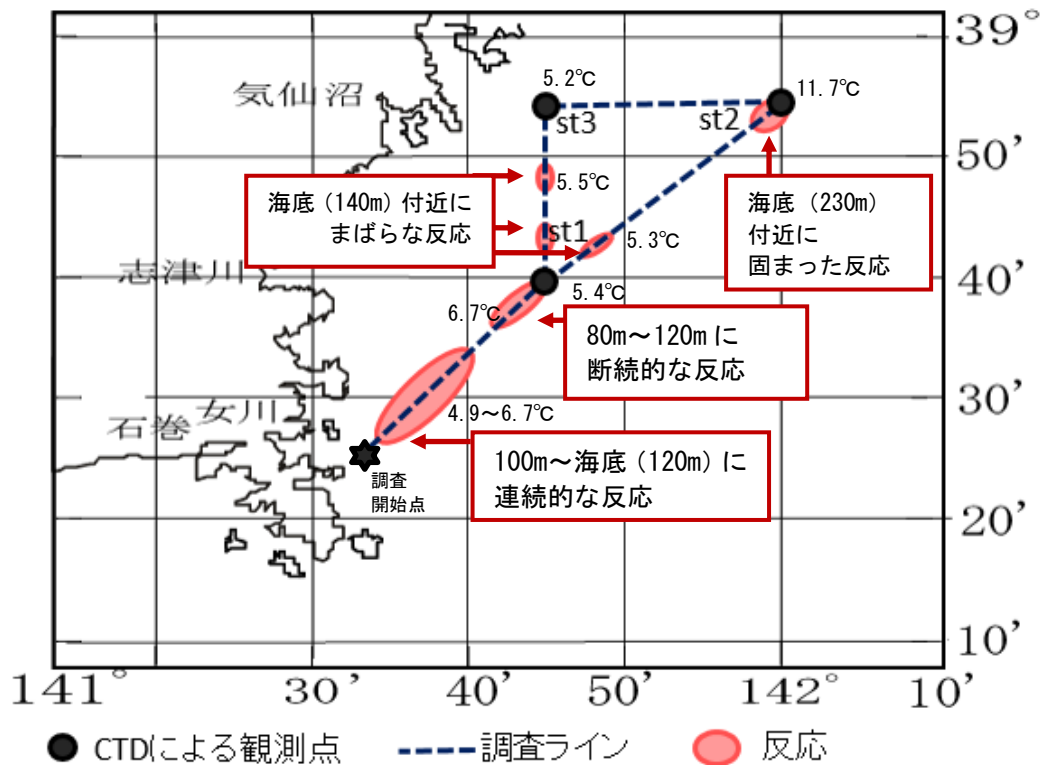 39°
5.2℃
11.7℃
気仙沼
st3
st2
50’
5.5℃
海底（140m）付近に
まばらな反応
海底（230m）
付近に
固まった反応
st1
5.3℃
志津川
40’
5.4℃
6.7℃
80m～120mに
断続的な反応
30’
4.9～6.7℃
女川
石巻
100m～海底（120m）に
連続的な反応
調査
開始点
20’
10’
141° 30’ 40’ 50’ 142° 10’
CTDによる観測点 調査ライン 反応